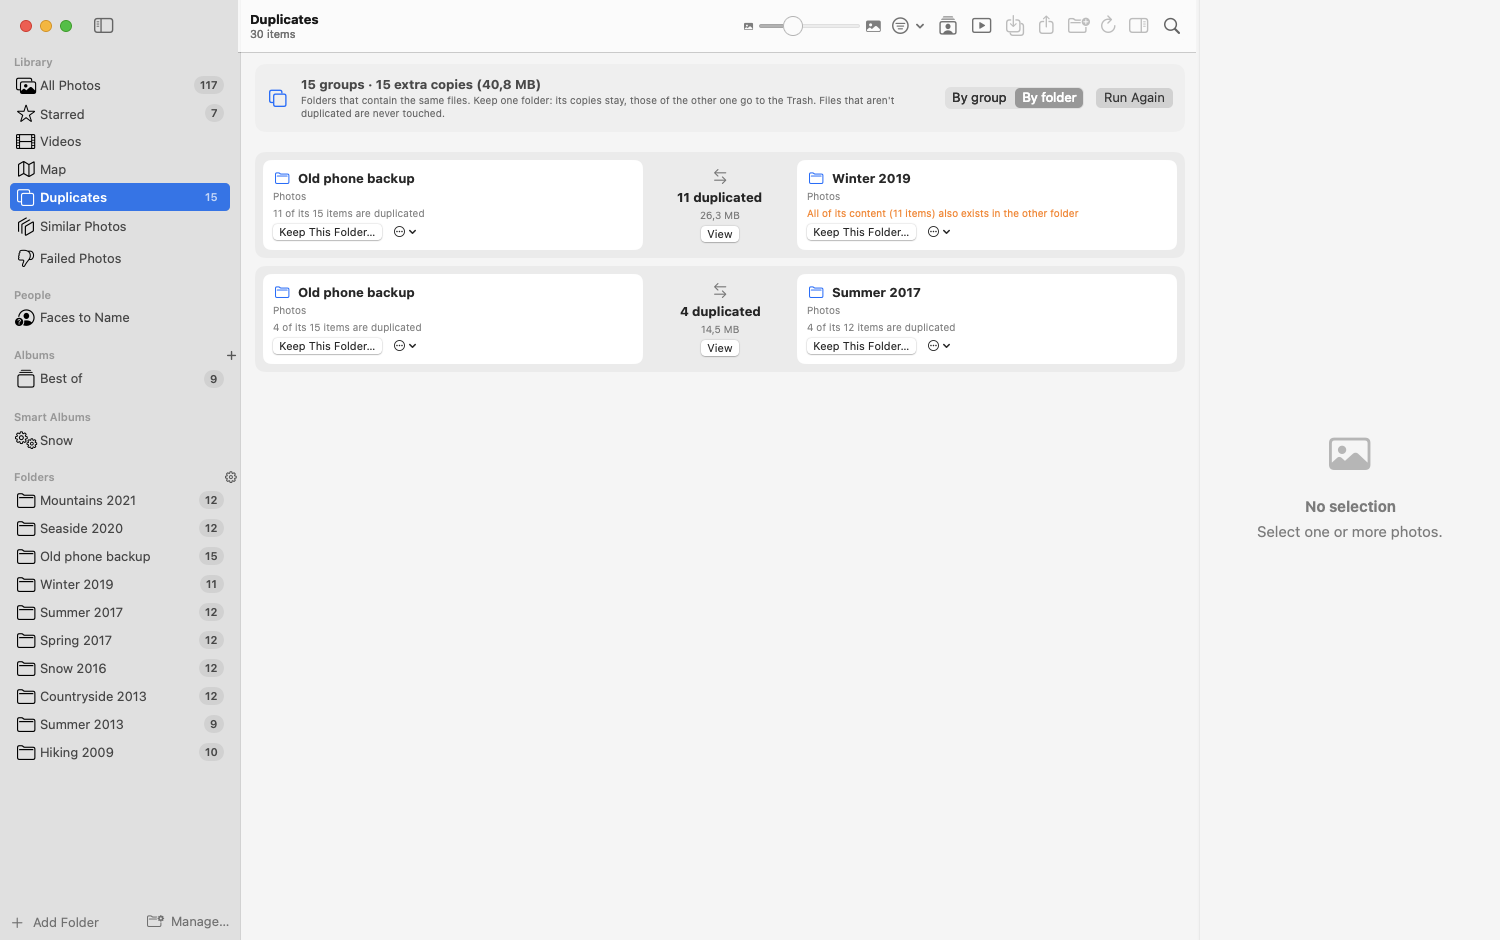 Library
All Photos 117
Starred 7
Videos
Map
Duplicates 15
Similar Photos
Failed Photos
People
Faces to Name
Albums
Best of 9
Smart Albums
Snow
Folders
Mountains 2021 12
Seaside 2020 12
Old phone backup 15
Winter 2019 11
Summer 2017 12
Spring 2017 12
Snow 2016 12
Countryside 2013 12
Summer 2013 9
Hiking 2009 10
Add Folder Manage...
Duplicates
30 items
15 groups · 15 extra copies (40,8 MB)
Folders that contain the same files. Keep one folder: its copies stay, those of the other one go to the Trash. Files that aren't
duplicated are never touched.
By group By folder Run Again
Old phone backup
Photos
11 of its 15 items are duplicated
Keep This Folder...
11 duplicated
26,3 MB
View
Winter 2019
Photos
All of its content (11 items) also exists in the other folder
Keep This Folder...
Old phone backup
Photos
4 of its 15 items are duplicated
Keep This Folder...
4 duplicated
14,5 MB
View
Summer 2017
Photos
4 of its 12 items are duplicated
Keep This Folder...
No selection
Select one or more photos.